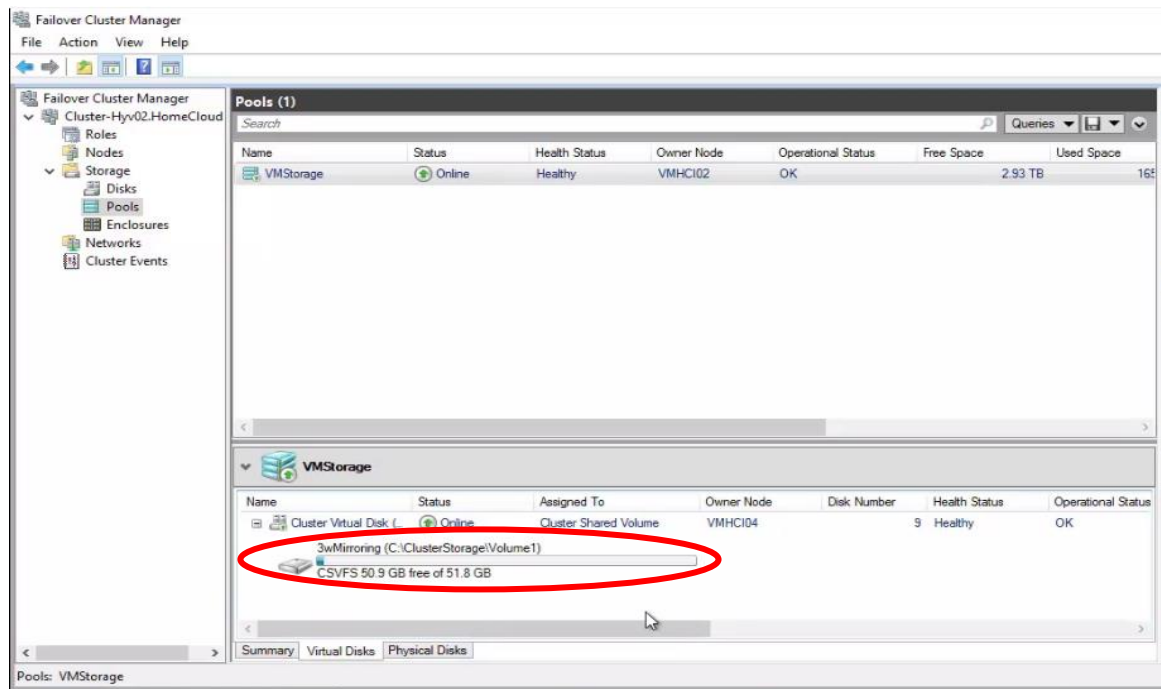 Failover Cluster Manager
File Action View Help
Failover Cluster Manager
Cluster-Hyv02.HomeCloud
Roles
Nodes
Storage
Disks
Pools
Enclosures
Networks
Cluster Events
Pools (1)
Search Queries
Name Status Health Status Owner Node Operational Status Free Space Used Space
VMStorage Online Healthy VMHCI02 OK 2.93 TB
VMStorage
Name Status Assigned To Owner Node Disk Number Health Status Operational Status
Cluster Virtual Disk (... Online Cluster Shared Volume VMHCI04 9 Healthy OK
3wMirroring (C:\ClusterStorage\Volume1)
CSVFS 50.9 GB free of 51.8 GB
Summary Virtual Disks Physical Disks
Pools: VMStorage